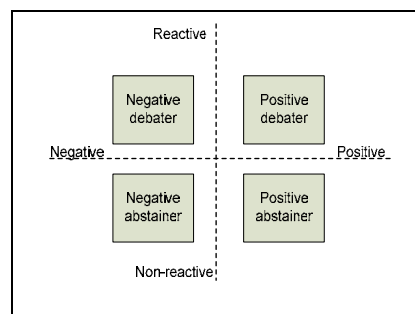 Reactive
Negative
debater
Positive
debater
Negative
Positive
Negative
abstainer
Positive
abstainer
Non-reactive